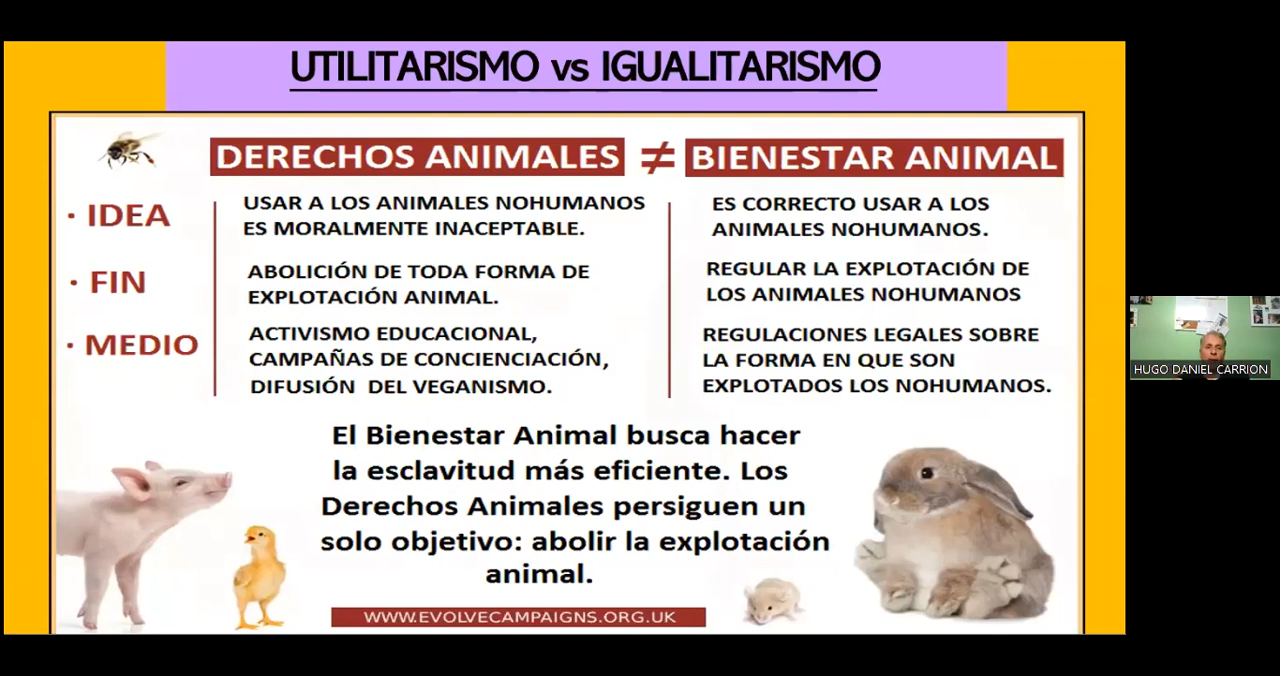 UTILITARISMO vs IGUALITARISMO
DERECHOS ANIMALES ≠ BIENESTAR ANIMAL
· IDEA
USAR A LOS ANIMALES NOHUMANOS
ES MORALMENTE INACEPTABLE.
ES CORRECTO USAR A LOS
ANIMALES NOHUMANOS.
· FIN
ABOLICIÓN DE TODA FORMA DE
EXPLOTACIÓN ANIMAL.
REGULAR LA EXPLOTACIÓN DE
LOS ANIMALES NOHUMANOS
· MEDIO
ACTIVISMO EDUCACIONAL,
CAMPAÑAS DE CONCIENCIACIÓN,
DIFUSIÓN DEL VEGANISMO.
REGULACIONES LEGALES SOBRE
LA FORMA EN QUE SON
EXPLOTADOS LOS NOHUMANOS.
El Bienestar Animal busca hacer
la esclavitud más eficiente. Los
Derechos Animales persiguen un
solo objetivo: abolir la explotación
animal.
WWW.EVOLVECAMPAIGNS.ORG.UK
HUGO DANIEL CARRION